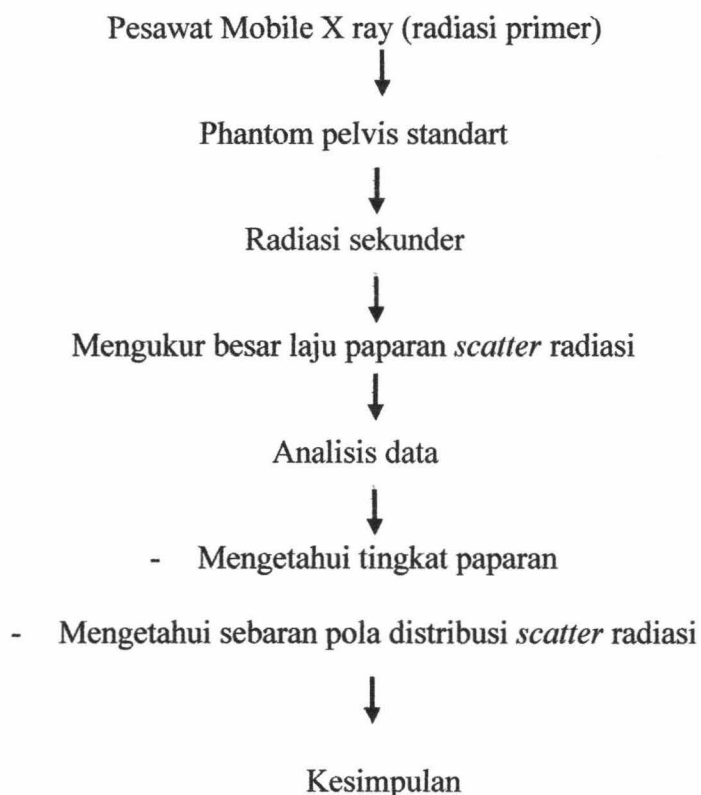 Pesawat Mobile X ray (radiasi primer)
Phantom pelvis standart
Radiasi sekunder
Mengukur besar laju paparan scatter radiasi
Analisis data
- Mengetahui tingkat paparan
- Mengetahui sebaran pola distribusi scatter radiasi
Kesimpulan